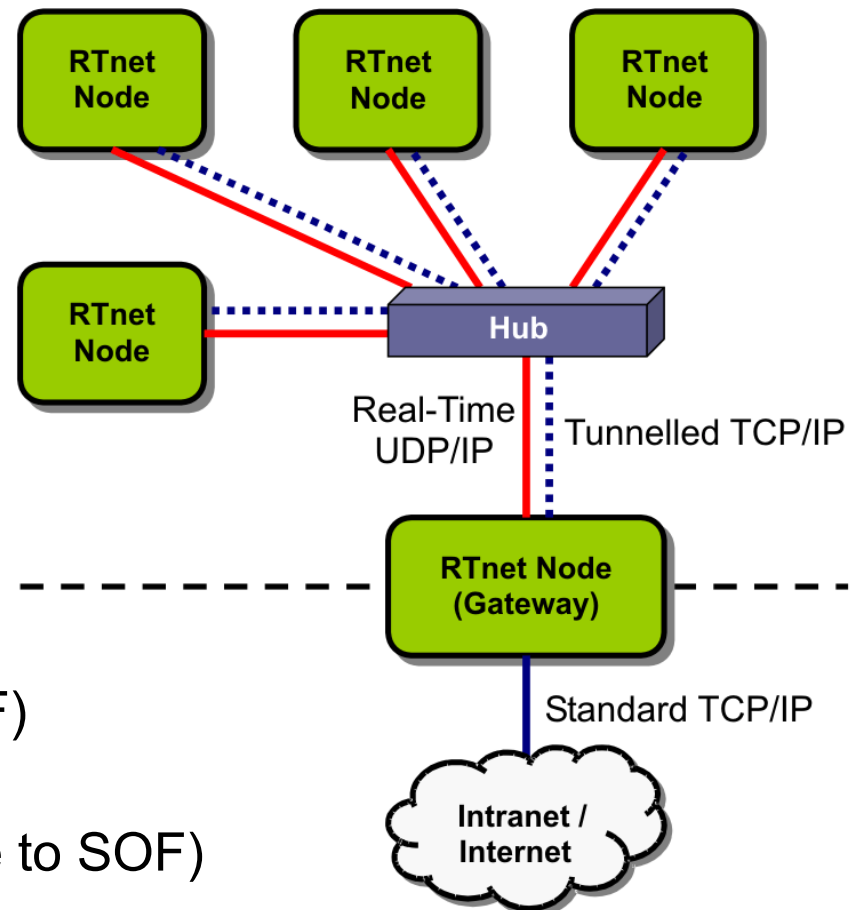 RTnet
Node
RTnet
Node
RTnet
Node
RTnet
Node
Hub
Real-Time
UDP/IP
Tunnelled TCP/IP
RTnet Node
(Gateway)
Standard TCP/IP
Intranet /
Internet
F)
to SOF)